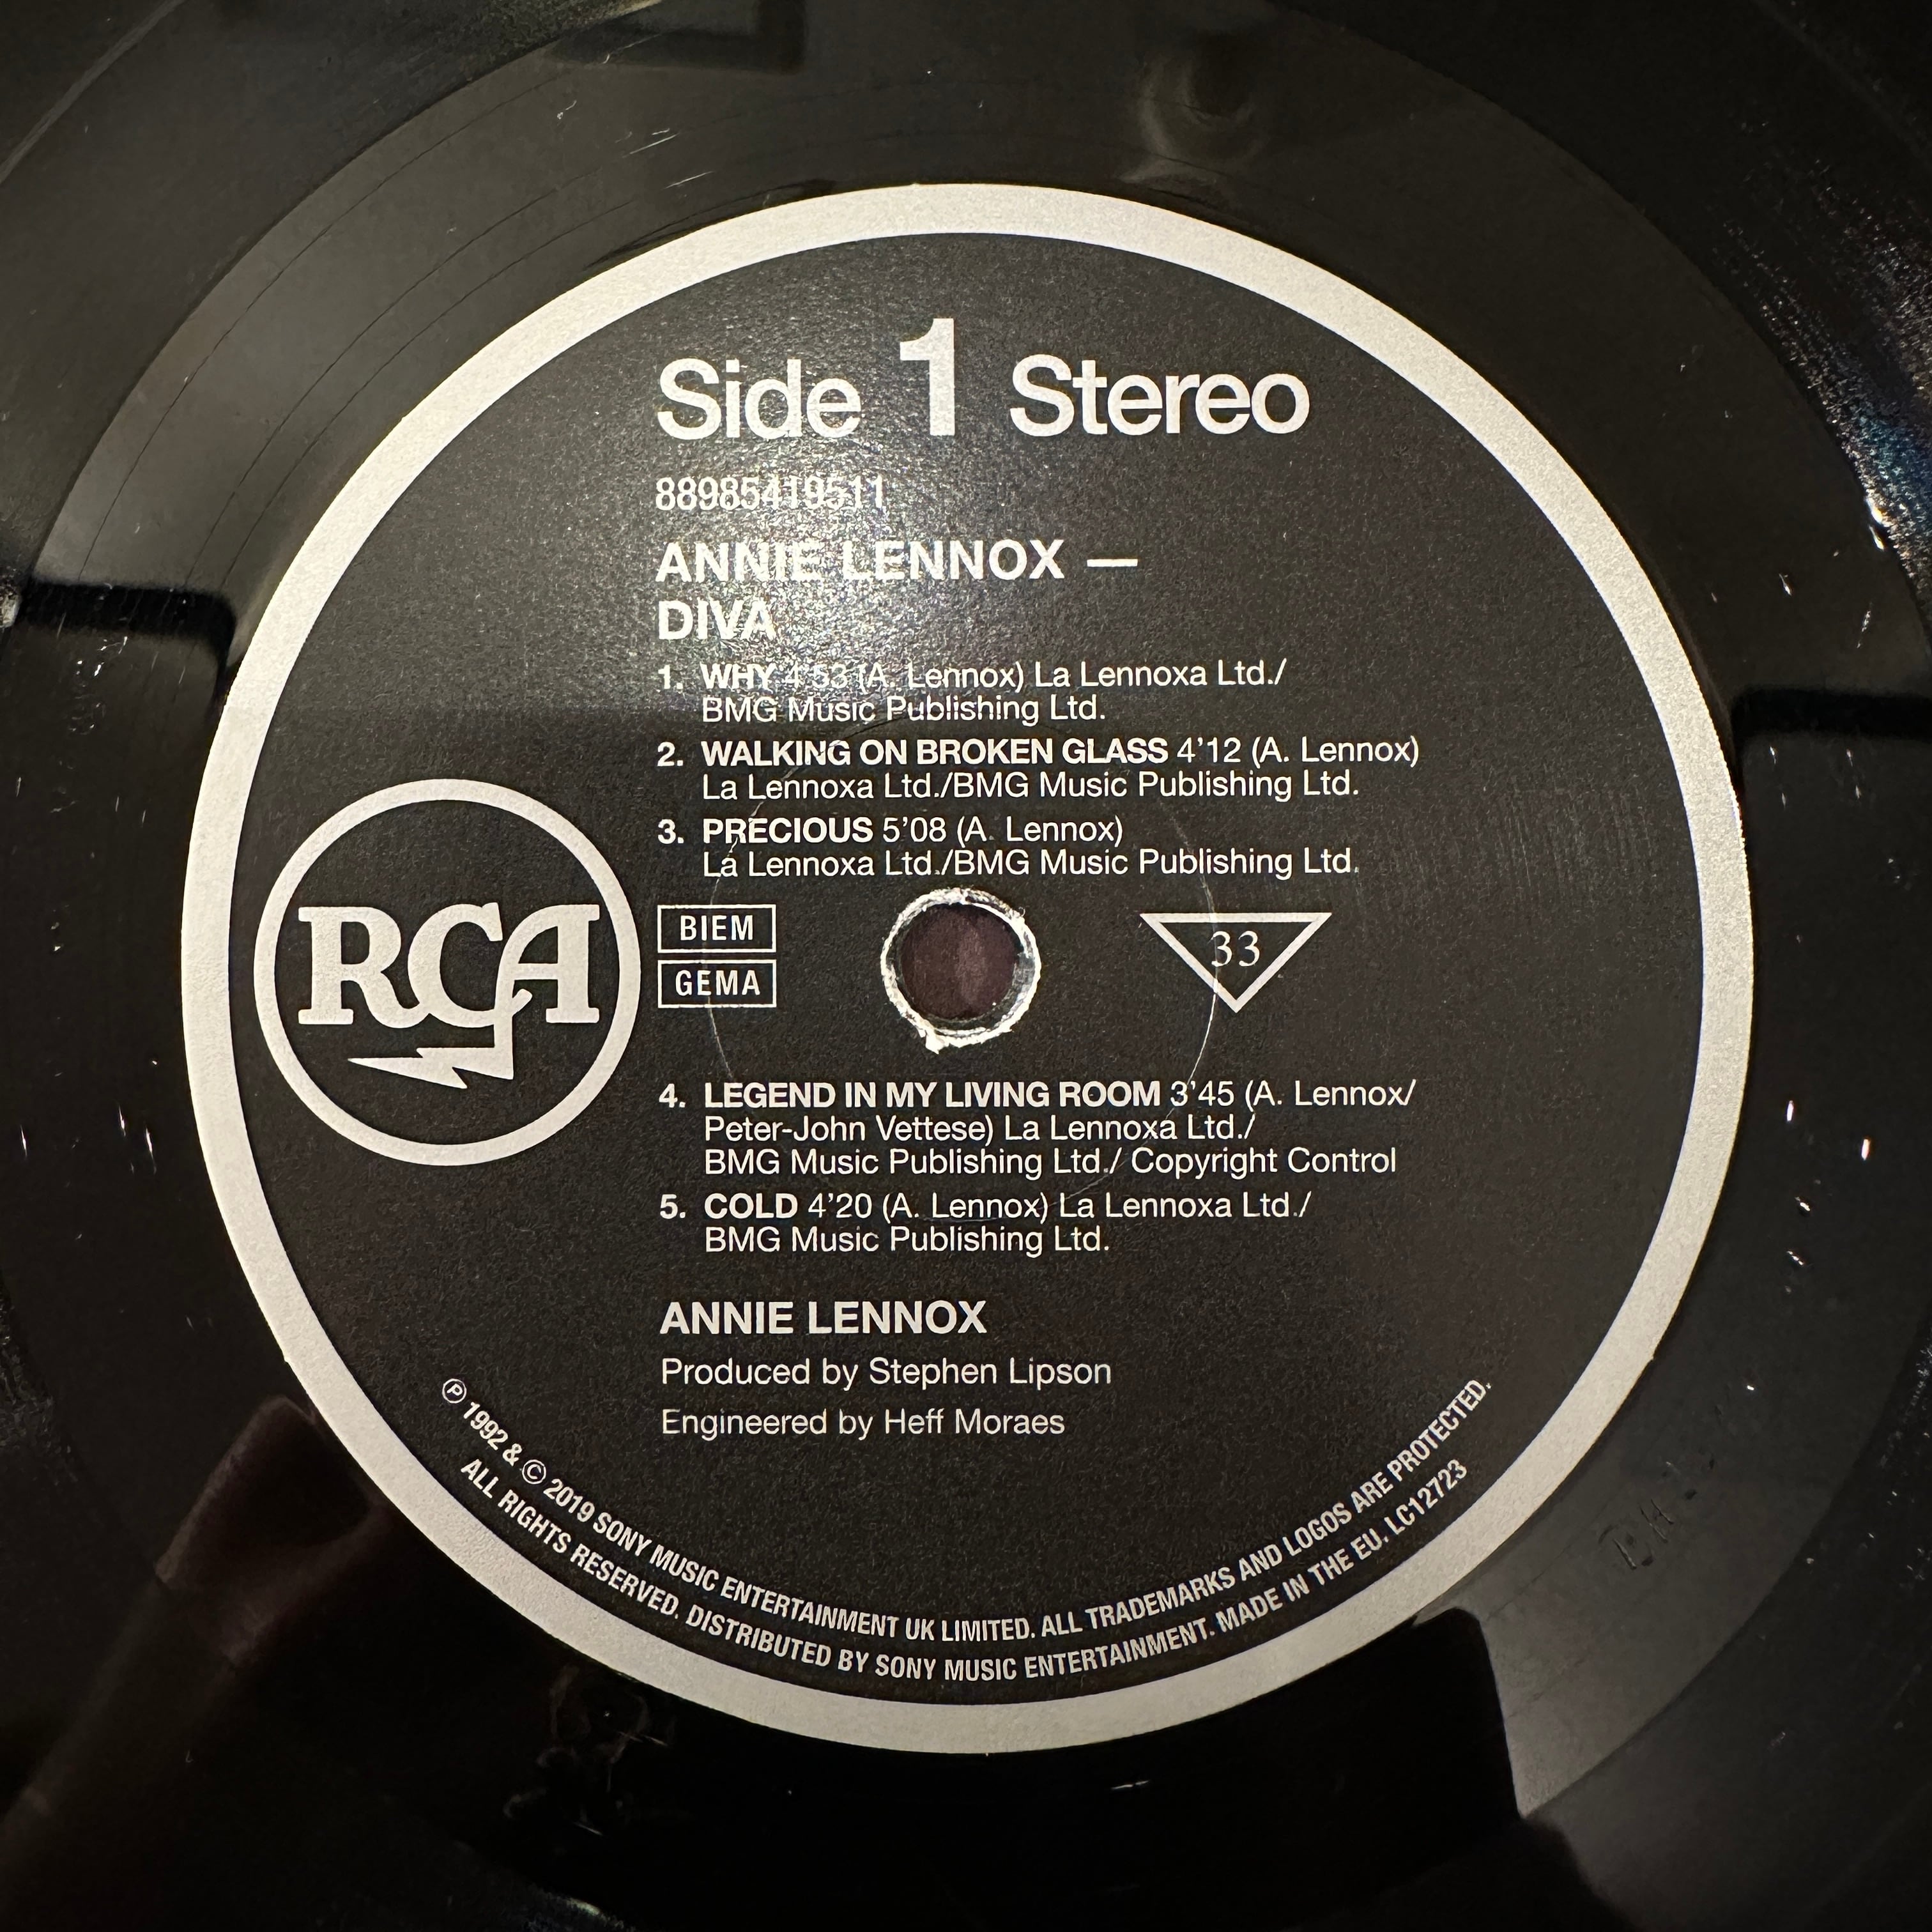 Side 1 Stereo
88985419511
ANNIE LENNOX —
DIVA
1. WHY 4'53 (A. Lennox) La Lennoxa Ltd./
BMG Music Publishing Ltd.
2. WALKING ON BROKEN GLASS 4'12 (A. Lennox)
La Lennoxa Ltd./BMG Music Publishing Ltd.
3. PRECIOUS 5'08 (A. Lennox)
La Lennoxa Ltd./BMG Music Publishing Ltd.
RCA
BIEM
GEMA
33
4. LEGEND IN MY LIVING ROOM 3'45 (A. Lennox/
Peter-John Vettese) La Lennoxa Ltd./
BMG Music Publishing Ltd./ Copyright Control
5. COLD 4'20 (A. Lennox) La Lennoxa Ltd./
BMG Music Publishing Ltd.
ANNIE LENNOX
Produced by Stephen Lipson
Engineered by Heff Moraes
℗ 1992 & © 2019 SONY MUSIC ENTERTAINMENT UK LIMITED. ALL TRADEMARKS AND LOGOS ARE PROTECTED.
ALL RIGHTS RESERVED. DISTRIBUTED BY SONY MUSIC ENTERTAINMENT. MADE IN THE EU. LC12723